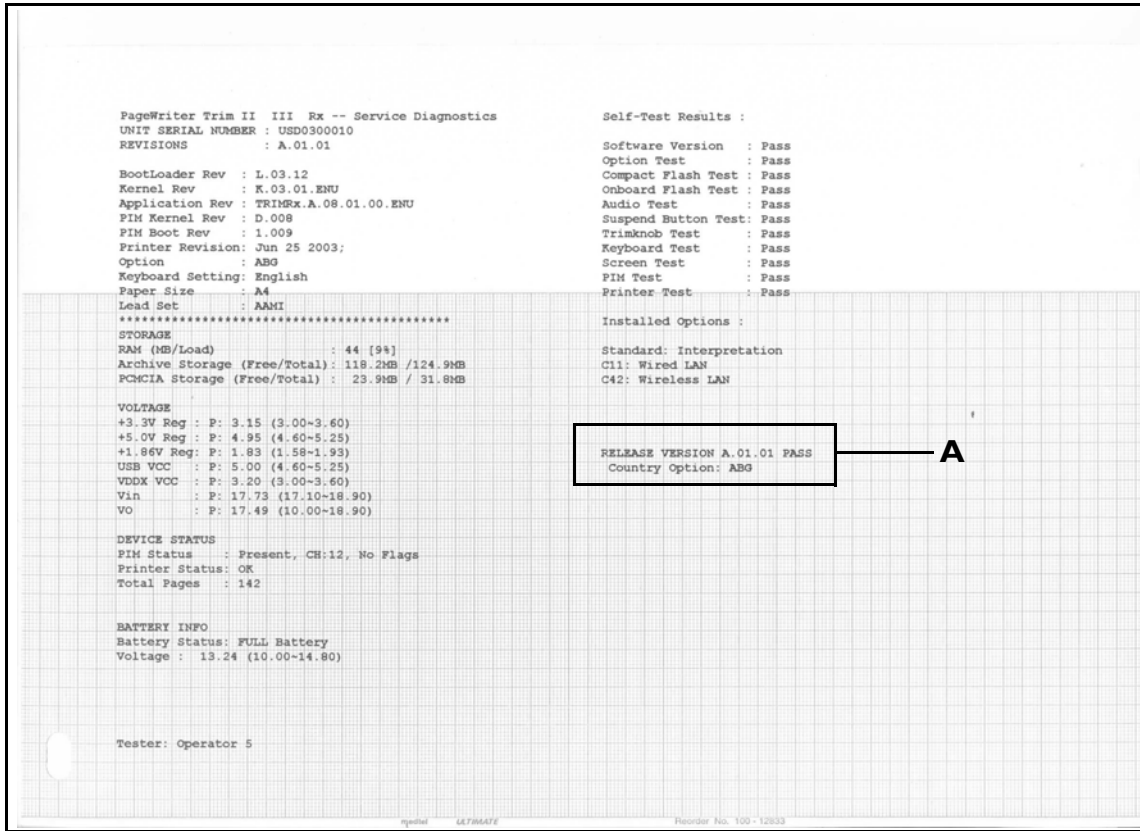 PageWriter Trim II  III  Rx -- Service Diagnostics
UNIT SERIAL NUMBER : USD0300010
REVISIONS : A.01.01
BootLoader Rev : L.03.12
Kernel Rev : K.03.01.ENU
Application Rev : TRIMRx.A.08.01.00.ENU
PIM Kernel Rev : D.008
PIM Boot Rev : 1.009
Printer Revision: Jun 25 2003;
Option : ABG
Keyboard Setting: English
Paper Size : A4
Lead Set : AAMI
*********************************************
STORAGE
RAM (MB/Load) : 44 [9%]
Archive Storage (Free/Total): 118.2MB /124.9MB
PCMCIA Storage (Free/Total) : 23.9MB / 31.8MB
VOLTAGE
+3.3V Reg : P: 3.15 (3.00~3.60)
+5.0V Reg : P: 4.95 (4.60~5.25)
+1.86V Reg: P: 1.83 (1.58~1.93)
USB VCC : P: 5.00 (4.60~5.25)
VDDX VCC : P: 3.20 (3.00~3.60)
Vin : P: 17.73 (17.10~18.90)
VO : P: 17.49 (10.00~18.90)
DEVICE STATUS
PIM Status : Present, CH:12, No Flags
Printer Status: OK
Total Pages : 142
BATTERY INFO
Battery Status: FULL Battery
Voltage : 13.24 (10.00~14.80)
Tester: Operator 5
Self-Test Results :
Software Version : Pass
Option Test : Pass
Compact Flash Test : Pass
Onboard Flash Test : Pass
Audio Test : Pass
Suspend Button Test: Pass
Trimknob Test : Pass
Keyboard Test : Pass
Screen Test : Pass
PIM Test : Pass
Printer Test : Pass
Installed Options :
Standard: Interpretation
C11: Wired LAN
C42: Wireless LAN
RELEASE VERSION A.01.01 PASS
Country Option: ABG
A
ULTIMATE
Reorder No. 100 - 12933